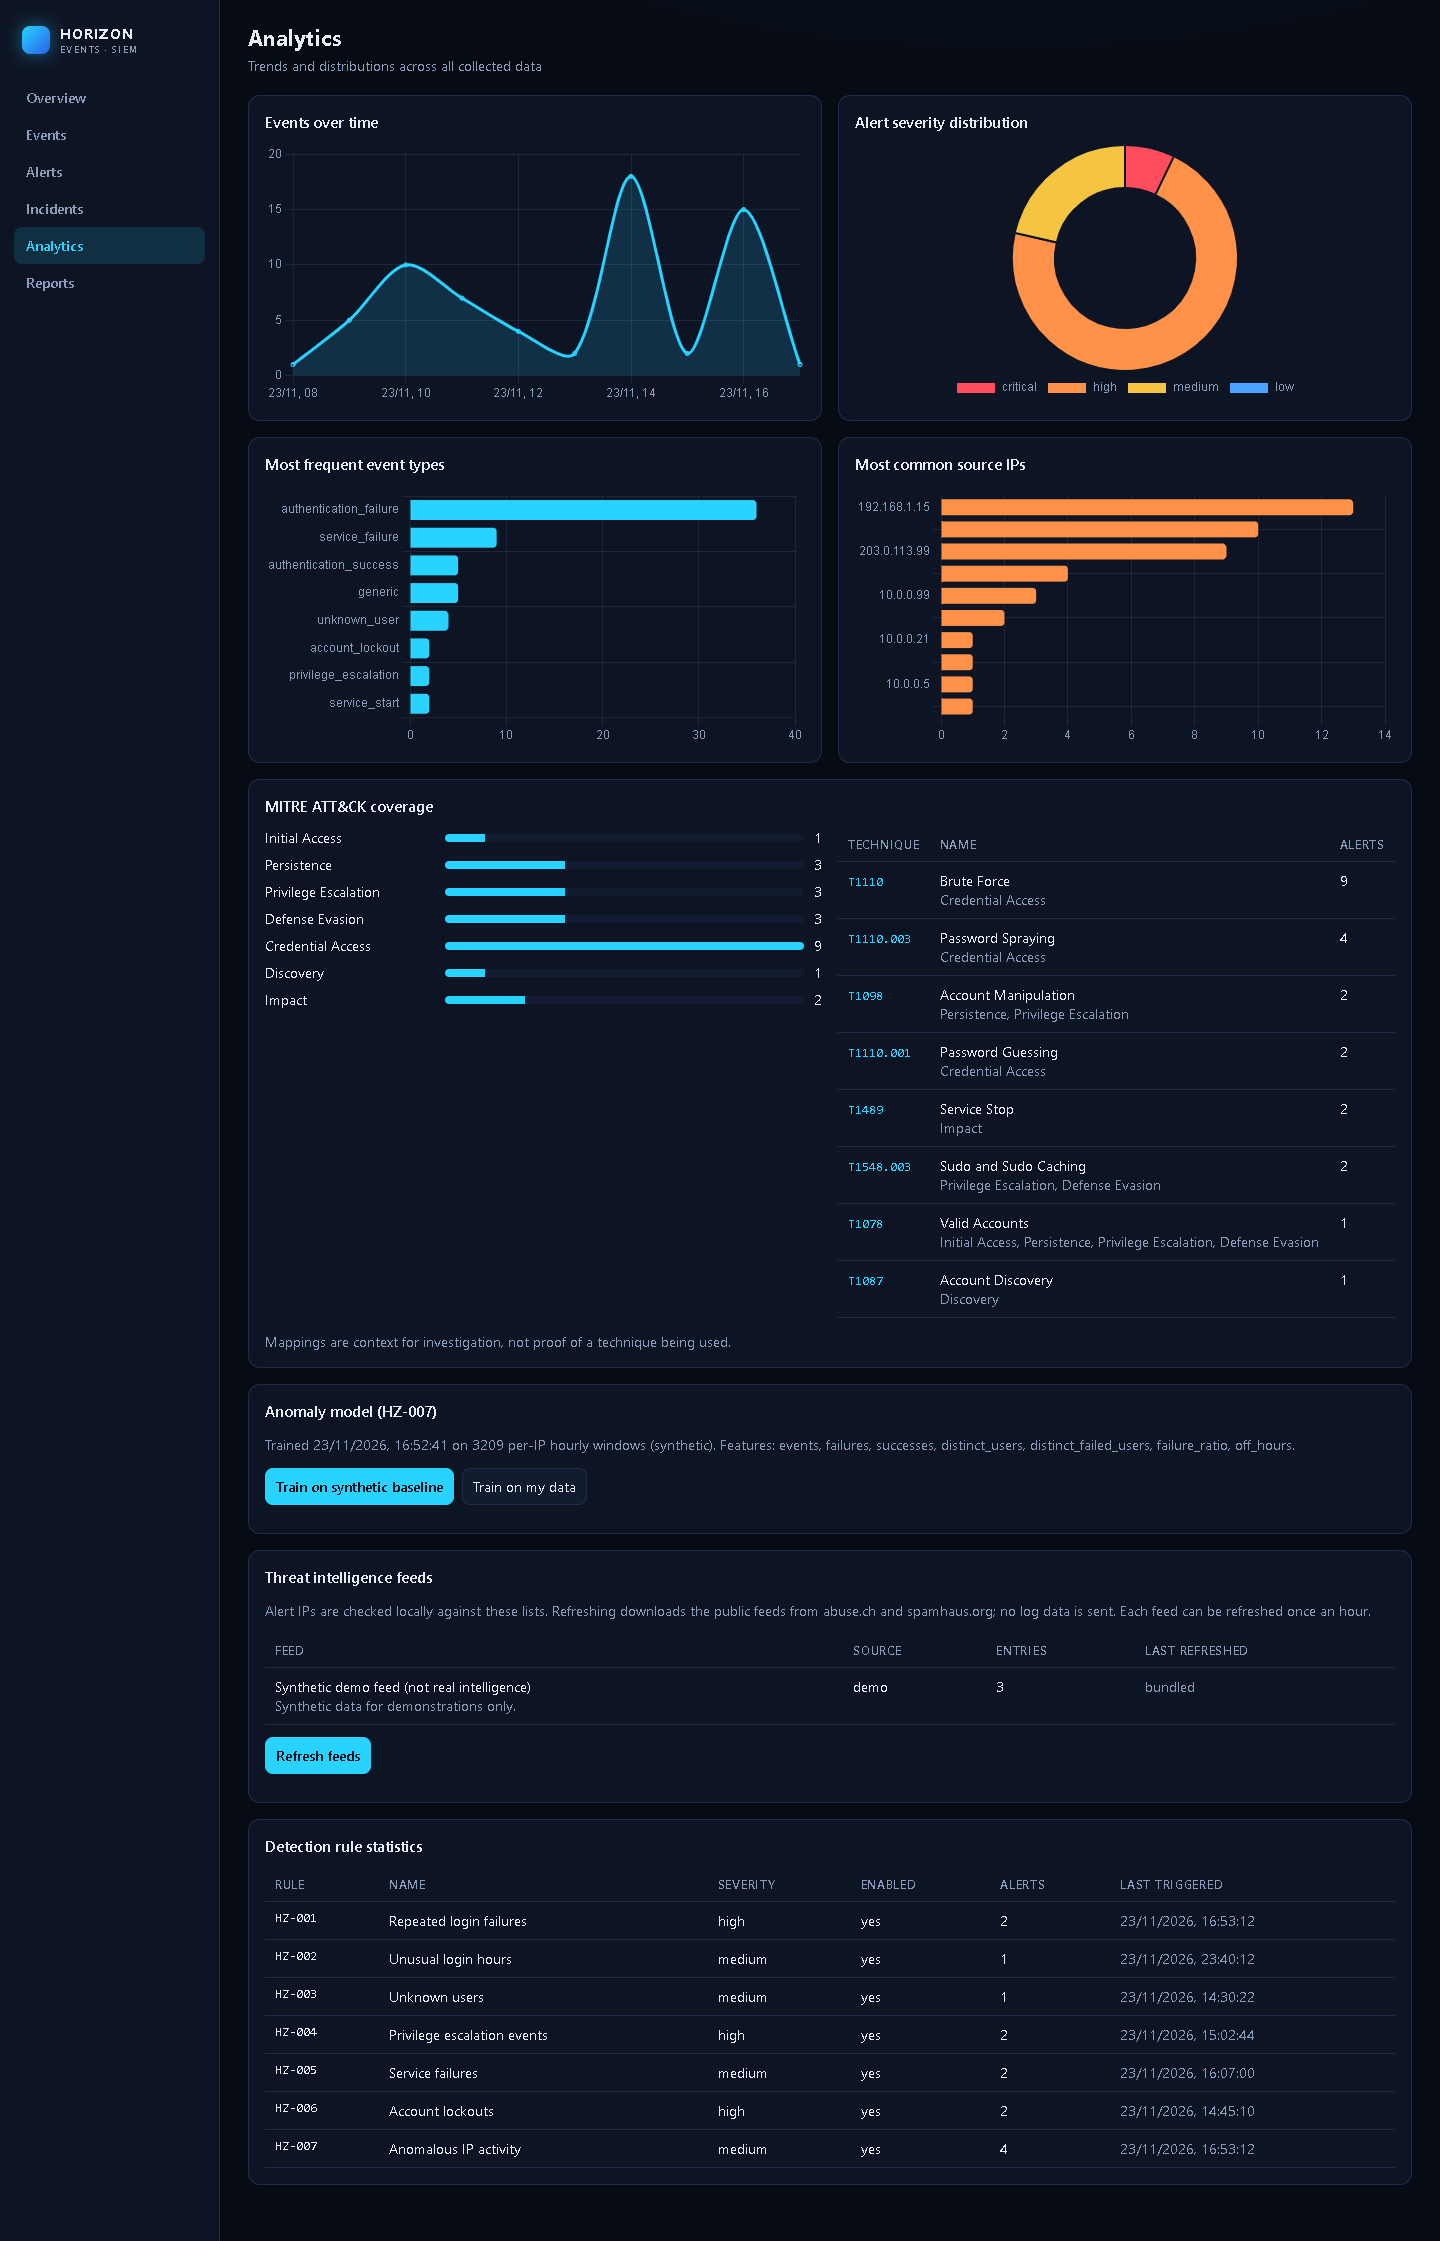 HORIZON
EVENTS · SIEM
Overview
Events
Alerts
Incidents
Analytics
Reports
Analytics
Trends and distributions across all collected data
Events over time
20
15
10
5
0
23/11, 08 23/11, 10 23/11, 12 23/11, 14 23/11, 16
Alert severity distribution
critical high medium low
Most frequent event types
authentication_failure
service_failure
authentication_success
generic
unknown_user
account_lockout
privilege_escalation
service_start
0 10 20 30 40
Most common source IPs
192.168.1.15
203.0.113.99
10.0.0.99
10.0.0.21
10.0.0.5
0 2 4 6 8 10 12 14
MITRE ATT&CK coverage
Initial Access 1
Persistence 3
Privilege Escalation 3
Defense Evasion 3
Credential Access 9
Discovery 1
Impact 2
TECHNIQUE NAME ALERTS
T1110 Brute Force 9
Credential Access
T1110.003 Password Spraying 4
Credential Access
T1098 Account Manipulation 2
Persistence, Privilege Escalation
T1110.001 Password Guessing 2
Credential Access
T1489 Service Stop 2
Impact
T1548.003 Sudo and Sudo Caching 2
Privilege Escalation, Defense Evasion
T1078 Valid Accounts 1
Initial Access, Persistence, Privilege Escalation, Defense Evasion
T1087 Account Discovery 1
Discovery
Mappings are context for investigation, not proof of a technique being used.
Anomaly model (HZ-007)
Trained 23/11/2026, 16:52:41 on 3209 per-IP hourly windows (synthetic). Features: events, failures, successes, distinct_users, distinct_failed_users, failure_ratio, off_hours.
Train on synthetic baseline Train on my data
Threat intelligence feeds
Alert IPs are checked locally against these lists. Refreshing downloads the public feeds from abuse.ch and spamhaus.org; no log data is sent. Each feed can be refreshed once an hour.
FEED SOURCE ENTRIES LAST REFRESHED
Synthetic demo feed (not real intelligence) demo 3 bundled
Synthetic data for demonstrations only.
Refresh feeds
Detection rule statistics
RULE NAME SEVERITY ENABLED ALERTS LAST TRIGGERED
HZ-001 Repeated login failures high yes 2 23/11/2026, 16:53:12
HZ-002 Unusual login hours medium yes 1 23/11/2026, 23:40:12
HZ-003 Unknown users medium yes 1 23/11/2026, 14:30:22
HZ-004 Privilege escalation events high yes 2 23/11/2026, 15:02:44
HZ-005 Service failures medium yes 2 23/11/2026, 16:07:00
HZ-006 Account lockouts high yes 2 23/11/2026, 14:45:10
HZ-007 Anomalous IP activity medium yes 4 23/11/2026, 16:53:12